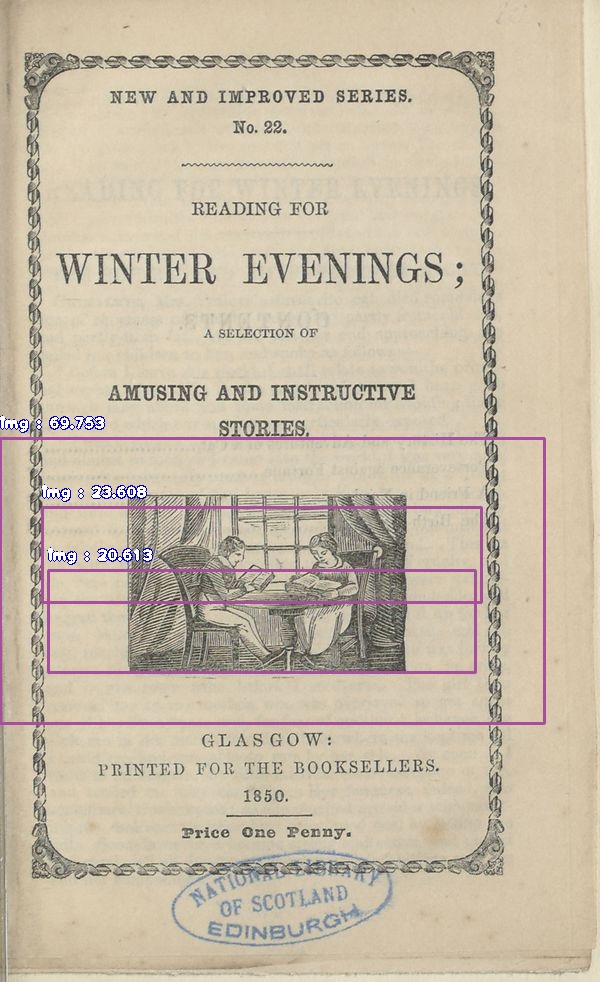 NEW AND IMPROVED SERIES.
No. 22.
READING FOR
WINTER EVENINGS;
A SELECTION OF
AMUSING AND INSTRUCTIVE
STORIES.
img : 69.753
img : 23.608
img : 20.613
GLASGOW:
PRINTED FOR THE BOOKSELLERS.
1850.
Price One Penny.
NATIONAL LIBRARY
OF SCOTLAND
EDINBURGH